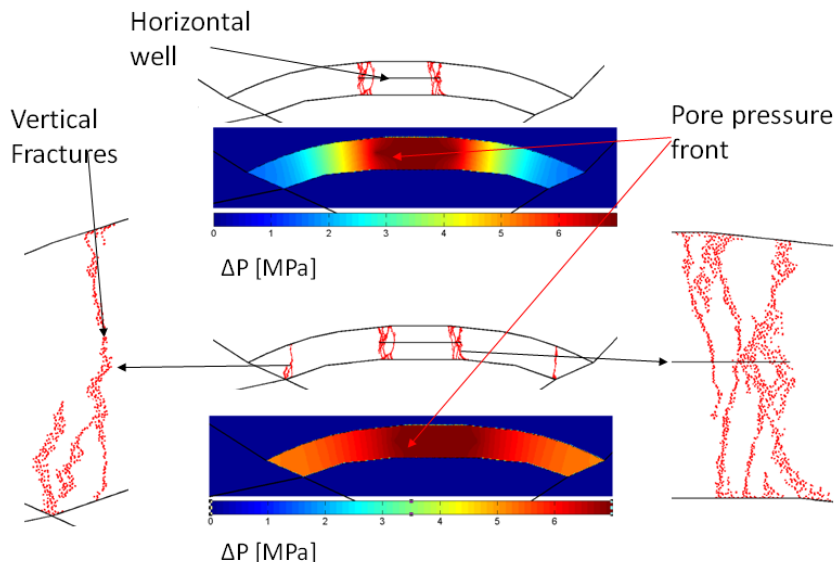 Horizontal
well
Vertical
Fractures
Pore pressure
front
0 1 2 3 4 5 6
ΔP [MPa]
0 1 2 3 4 5 6
ΔP [MPa]